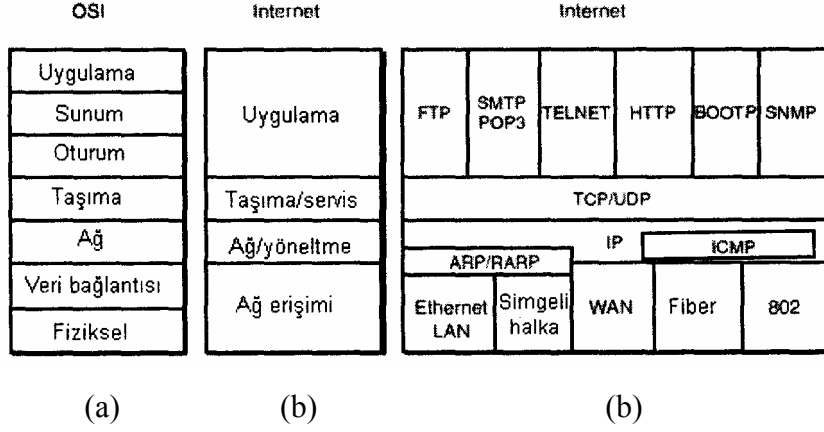 OSI
Internet
Internet
Uygulama
Sunum
Oturum
Taşıma
Ağ
Veri bağlantısı
Fiziksel
Uygulama
Taşıma/servis
Ağ/yöneltme
Ağ erişimi
FTP
SMTP
POP3
TELNET
HTTP
BOOTP
SNMP
TCP/UDP
IP
ICMP
ARP/RARP
Ethernet
LAN
Simgeli
halka
WAN
Fiber
802
(a)
(b)
(b)